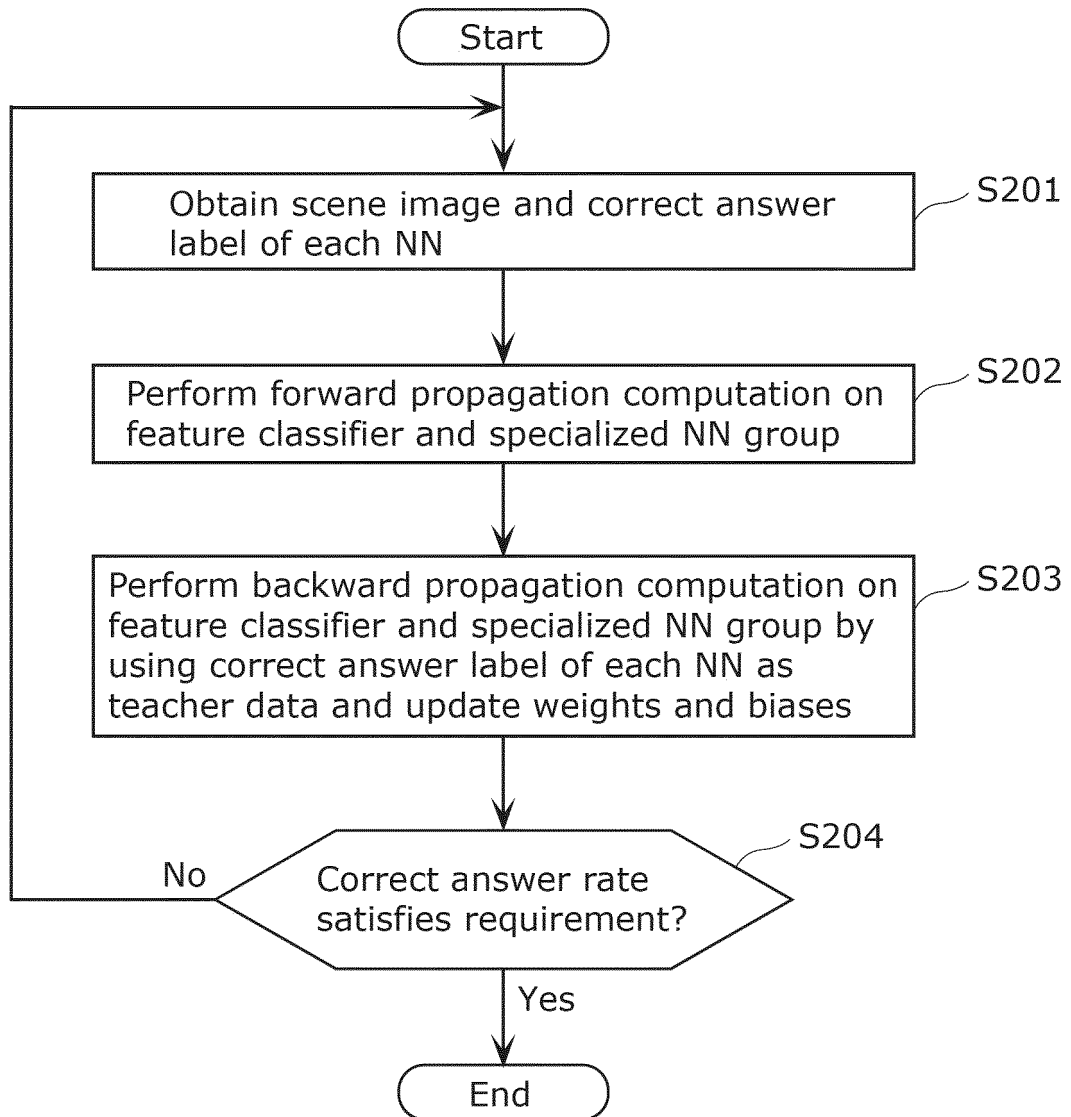 Start
Obtain scene image and correct answer
label of each NN
S201
Perform forward propagation computation on
feature classifier and specialized NN group
S202
Perform backward propagation computation on
feature classifier and specialized NN group by
using correct answer label of each NN as
teacher data and update weights and biases
S203
Correct answer rate
satisfies requirement?
S204
No
Yes
End